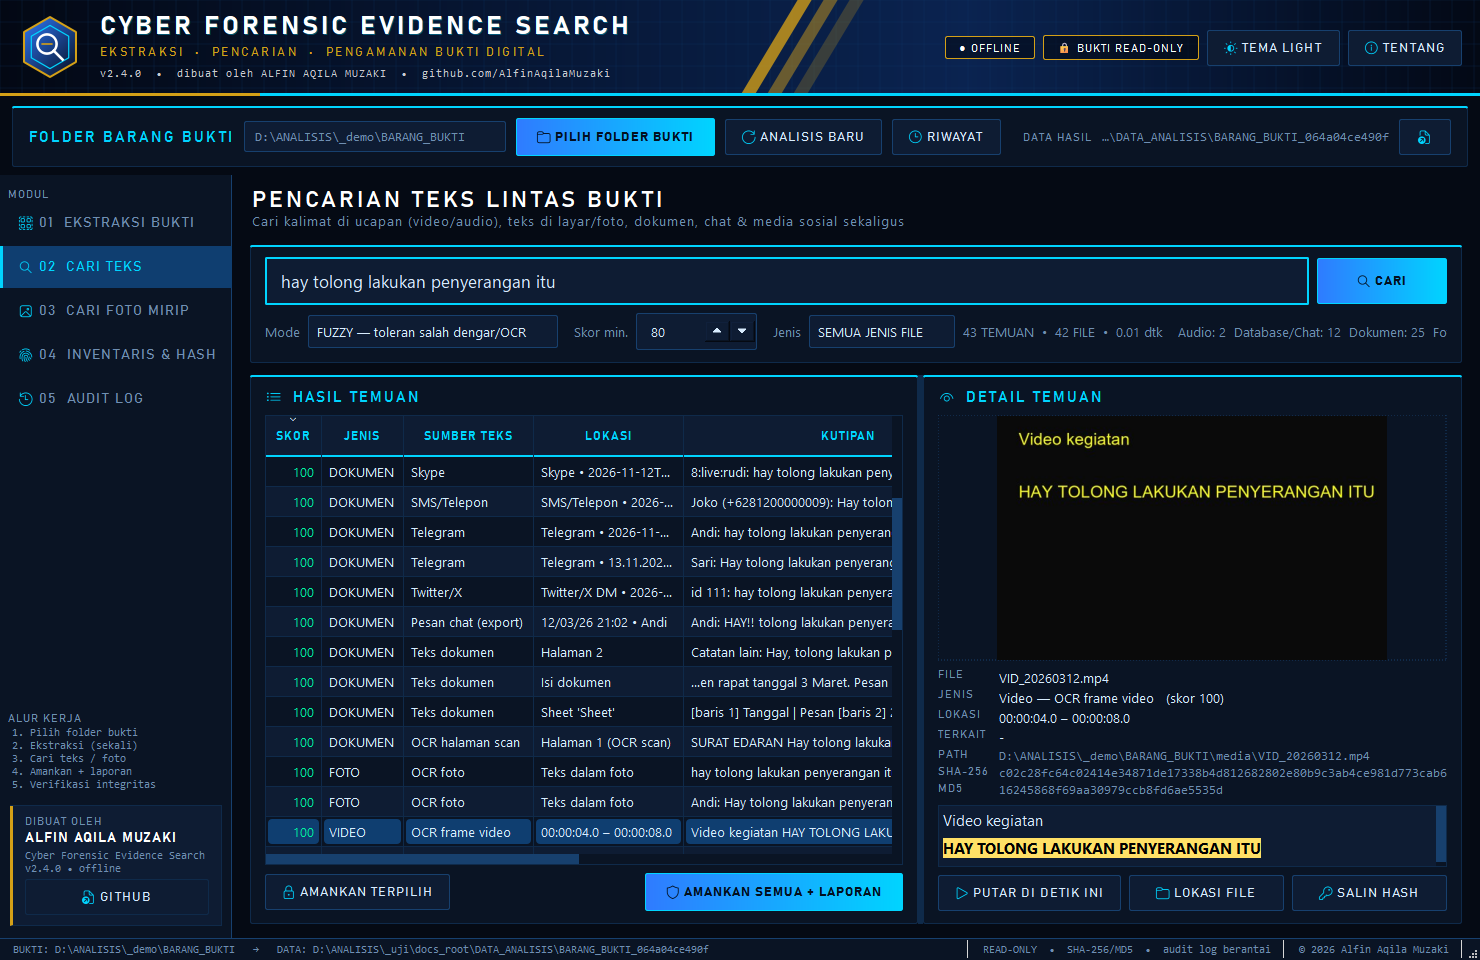 CYBER FORENSIC EVIDENCE SEARCH
EKSTRAKSI • PENCARIAN • PENGAMANAN BUKTI DIGITAL
v2.4.0 • dibuat oleh ALFIN AQILA MUZAKI • github.com/AlfinAqilaMuzaki
● OFFLINE
BUKTI READ-ONLY
TEMA LIGHT
TENTANG
FOLDER BARANG BUKTI
D:\ANALISIS\_demo\BARANG_BUKTI
PILIH FOLDER BUKTI
ANALISIS BARU
RIWAYAT
DATA HASIL …\DATA_ANALISIS\BARANG_BUKTI_064a04ce490f
MODUL
01 EKSTRAKSI BUKTI
02 CARI TEKS
03 CARI FOTO MIRIP
04 INVENTARIS & HASH
05 AUDIT LOG
ALUR KERJA
1. Pilih folder bukti
2. Ekstraksi (sekali)
3. Cari teks / foto
4. Amankan + laporan
5. Verifikasi integritas
DIBUAT OLEH
ALFIN AQILA MUZAKI
Cyber Forensic Evidence Search
v2.4.0 • offline
GITHUB
PENCARIAN TEKS LINTAS BUKTI
Cari kalimat di ucapan (video/audio), teks di layar/foto, dokumen, chat & media sosial sekaligus
hay tolong lakukan penyerangan itu
CARI
Mode FUZZY — toleran salah dengar/OCR Skor min. 80 Jenis SEMUA JENIS FILE 43 TEMUAN • 42 FILE • 0.01 dtk Audio: 2 Database/Chat: 12 Dokumen: 25 Fo
HASIL TEMUAN
SKOR JENIS SUMBER TEKS LOKASI KUTIPAN
100 DOKUMEN Skype Skype • 2026-11-12T... 8:live:rudi: hay tolong lakukan peny
100 DOKUMEN SMS/Telepon SMS/Telepon • 2026-... Joko (+6281200000009): Hay tolon
100 DOKUMEN Telegram Telegram • 2026-11-... Andi: hay tolong lakukan penyeran
100 DOKUMEN Telegram Telegram • 13.11.202... Sari: Hay tolong lakukan penyerang
100 DOKUMEN Twitter/X Twitter/X DM • 2026-... id 111: hay tolong lakukan penyera
100 DOKUMEN Pesan chat (export) 12/03/26 21:02 • Andi Andi: HAY!! tolong lakukan penyera
100 DOKUMEN Teks dokumen Halaman 2 Catatan lain: Hay, tolong lakukan p
100 DOKUMEN Teks dokumen Isi dokumen ...en rapat tanggal 3 Maret. Pesan
100 DOKUMEN Teks dokumen Sheet 'Sheet' [baris 1] Tanggal | Pesan [baris 2]
100 DOKUMEN OCR halaman scan Halaman 1 (OCR scan) SURAT EDARAN Hay tolong lakuka
100 FOTO OCR foto Teks dalam foto hay tolong lakukan penyerangan it
100 FOTO OCR foto Teks dalam foto Andi: Hay tolong lakukan penyeran
100 VIDEO OCR frame video 00:00:04.0 – 00:00:08.0 Video kegiatan HAY TOLONG LAKU
AMANKAN TERPILIH
AMANKAN SEMUA + LAPORAN
DETAIL TEMUAN
Video kegiatan
HAY TOLONG LAKUKAN PENYERANGAN ITU
FILE VID_20260312.mp4
JENIS Video — OCR frame video (skor 100)
LOKASI 00:00:04.0 – 00:00:08.0
TERKAIT -
PATH D:\ANALISIS\_demo\BARANG_BUKTI\media\VID_20260312.mp4
SHA-256 c02c28fc64c02414e34871de17338b4d812682802e80b9c3ab4ce981d773cab6
MD5 16245868f69aa30979ccb8fd6ae5535d
Video kegiatan
HAY TOLONG LAKUKAN PENYERANGAN ITU
PUTAR DI DETIK INI
LOKASI FILE
SALIN HASH
BUKTI: D:\ANALISIS\_demo\BARANG_BUKTI → DATA: D:\ANALISIS\_uji\docs_root\DATA_ANALISIS\BARANG_BUKTI_064a04ce490f
READ-ONLY • SHA-256/MD5 • audit log berantai
© 2026 Alfin Aqila Muzaki